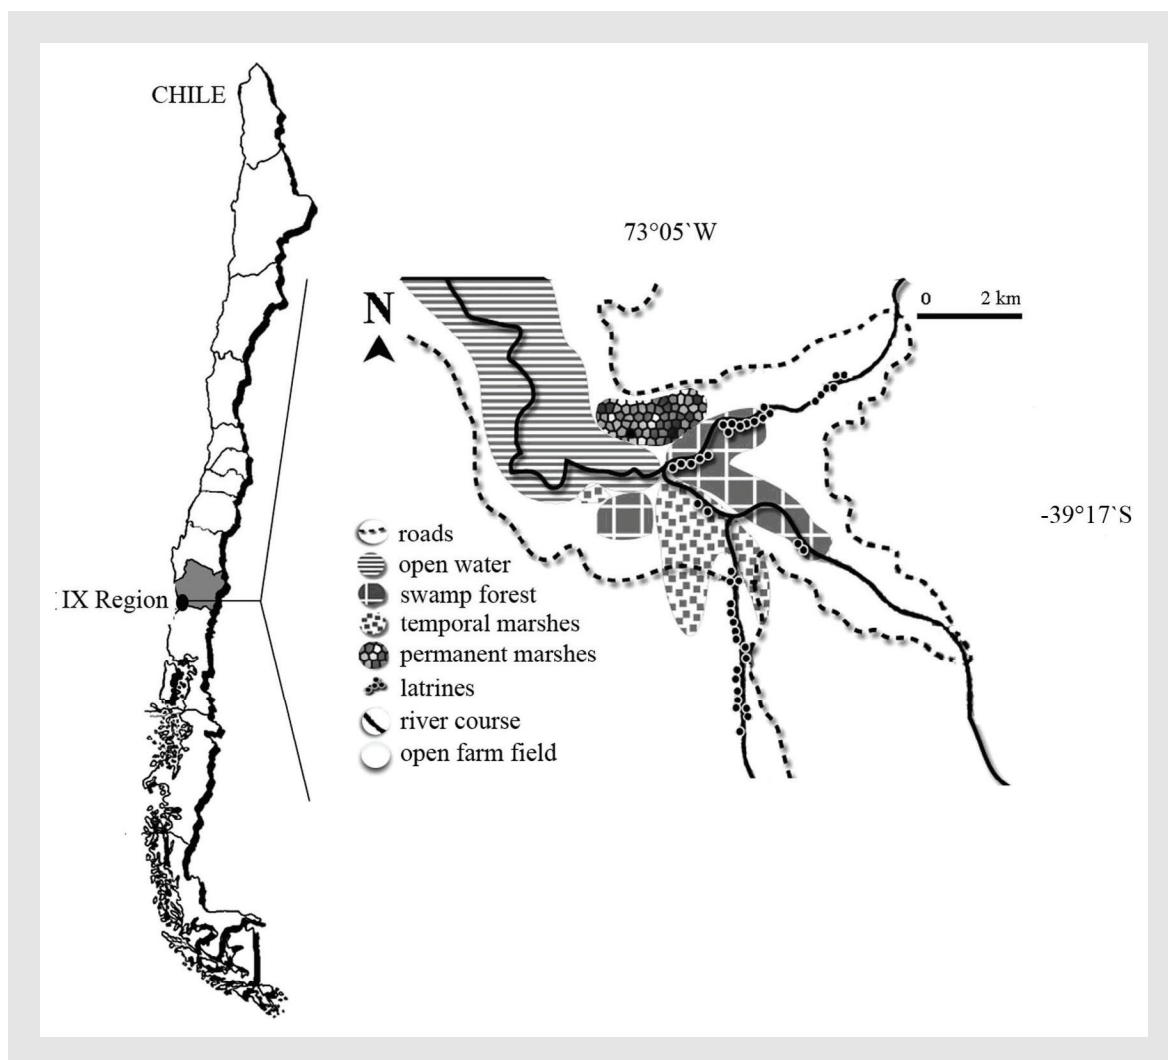 CHILE
73°05`W
N
0 2 km
-39°17`S
roads
open water
swamp forest
IX Region
temporal marshes
permanent marshes
latrines
river course
open farm field